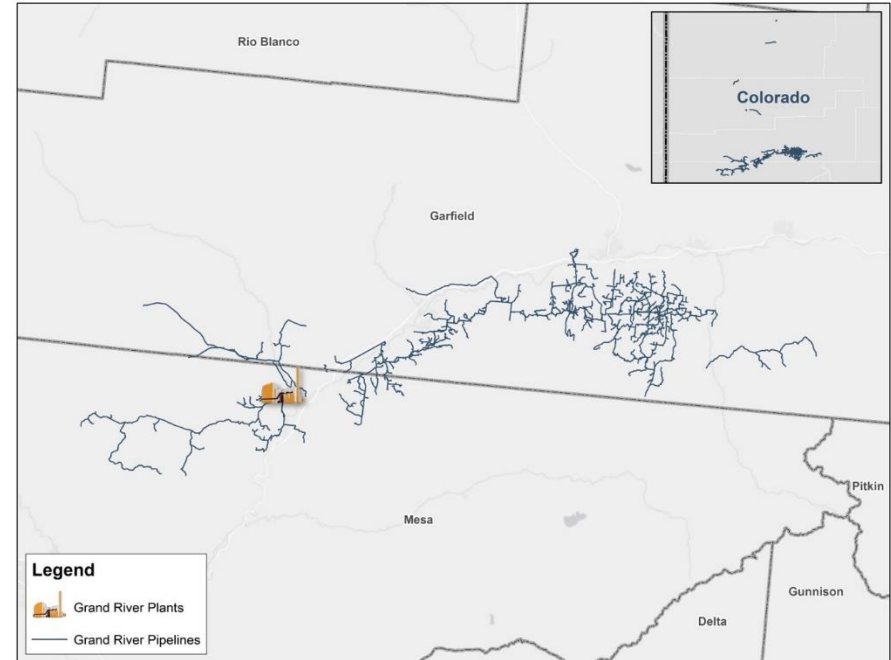 Rio Blanco
Colorado
Garfield
Mesa
Pitkin
Gunnison
Delta
Legend
Grand River Plants
Grand River Pipelines